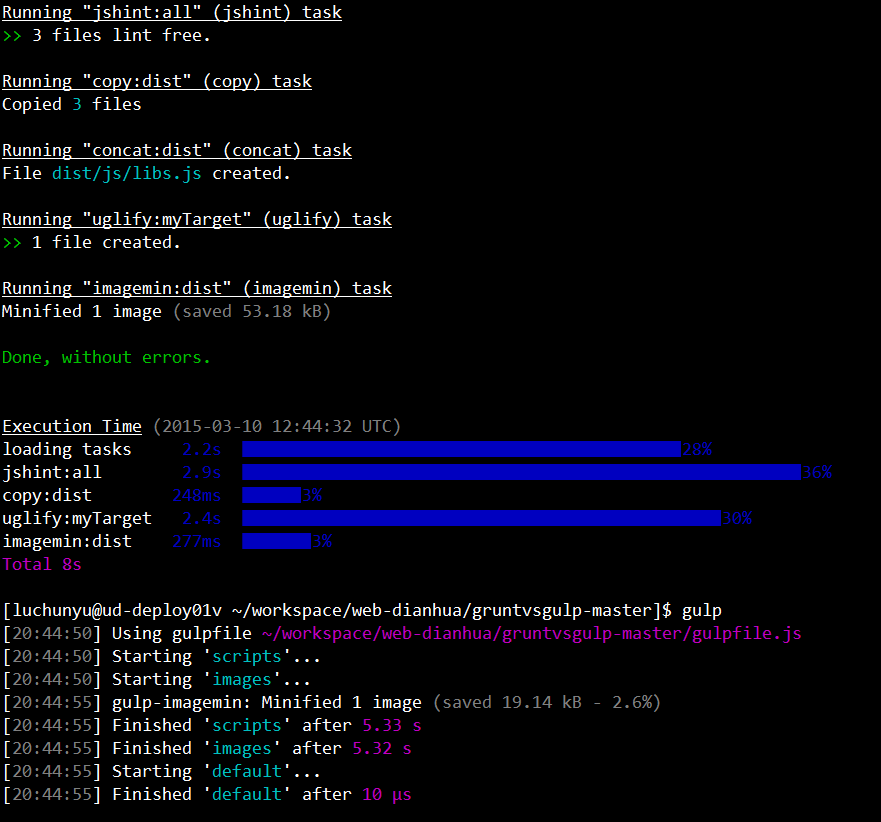 Running "jshint:all" (jshint) task
>> 3 files lint free.
Running "copy:dist" (copy) task
Copied 3 files
Running "concat:dist" (concat) task
File dist/js/libs.js created.
Running "uglify:myTarget" (uglify) task
>> 1 file created.
Running "imagemin:dist" (imagemin) task
Minified 1 image (saved 53.18 kB)
Done, without errors.
Execution Time (2015-03-10 12:44:32 UTC)
loading tasks 2.2s 28%
jshint:all 2.9s 36%
copy:dist 248ms 3%
uglify:myTarget 2.4s 30%
imagemin:dist 277ms 3%
Total 8s
[luchunyu@ud-deploy01v ~/workspace/web-dianhua/gruntvsgulp-master]$ gulp
[20:44:50] Using gulpfile ~/workspace/web-dianhua/gruntvsgulp-master/gulpfile.js
[20:44:50] Starting 'scripts'...
[20:44:50] Starting 'images'...
[20:44:55] gulp-imagemin: Minified 1 image (saved 19.14 kB - 2.6%)
[20:44:55] Finished 'scripts' after 5.33 s
[20:44:55] Finished 'images' after 5.32 s
[20:44:55] Starting 'default'...
[20:44:55] Finished 'default' after 10 μs